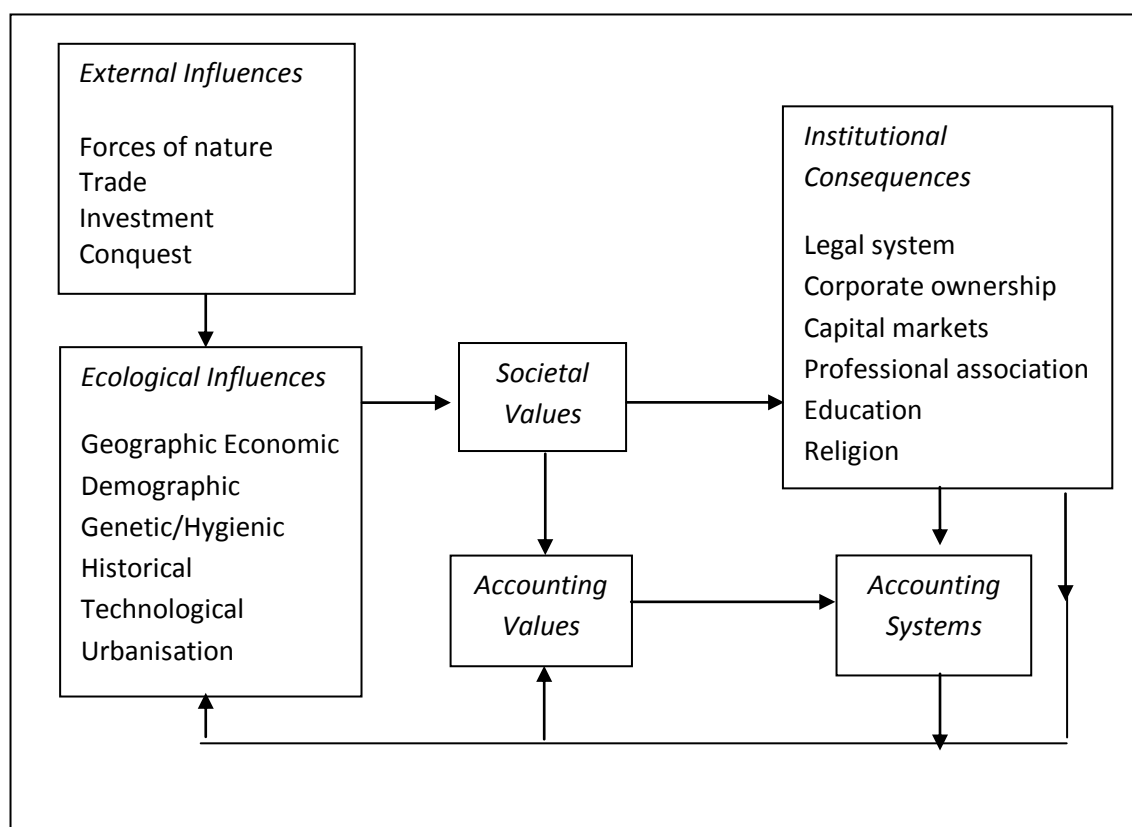 External Influences
Forces of nature
Trade
Investment
Conquest
Ecological Influences
Geographic Economic
Demographic
Genetic/Hygienic
Historical
Technological
Urbanisation
Societal
Values
Accounting
Values
Institutional
Consequences
Legal system
Corporate ownership
Capital markets
Professional association
Education
Religion
Accounting
Systems